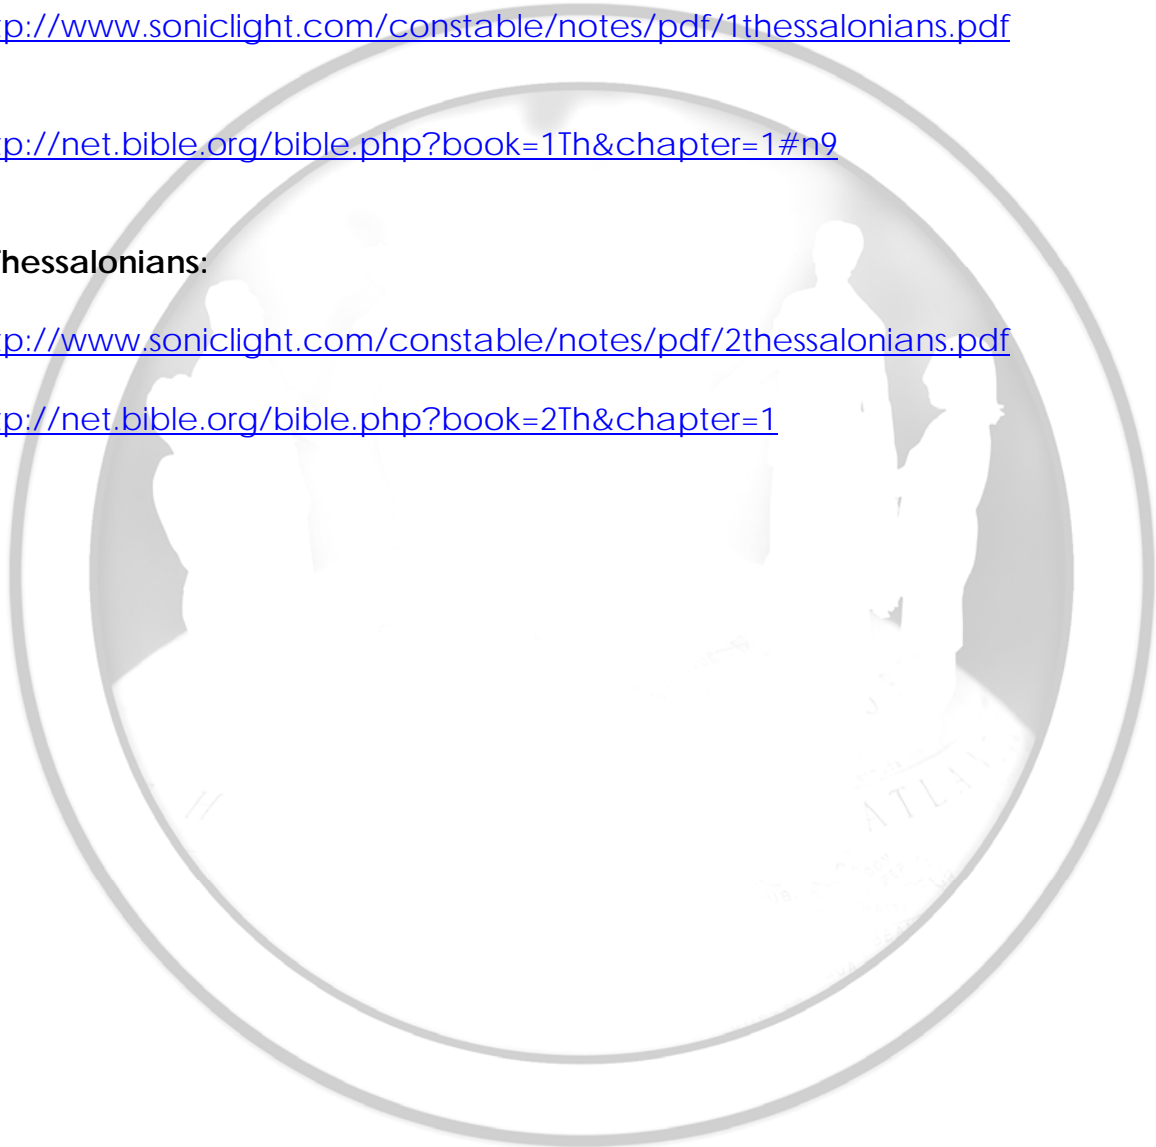 tp://www.soniclight.com/constable/notes/pdf/1thessalonians.pdf
tp://net.bible.org/bible.php?book=1Th&chapter=1#n9
Thessalonians:
tp://www.soniclight.com/constable/notes/pdf/2thessalonians.pdf
tp://net.bible.org/bible.php?book=2Th&chapter=1
ATLA